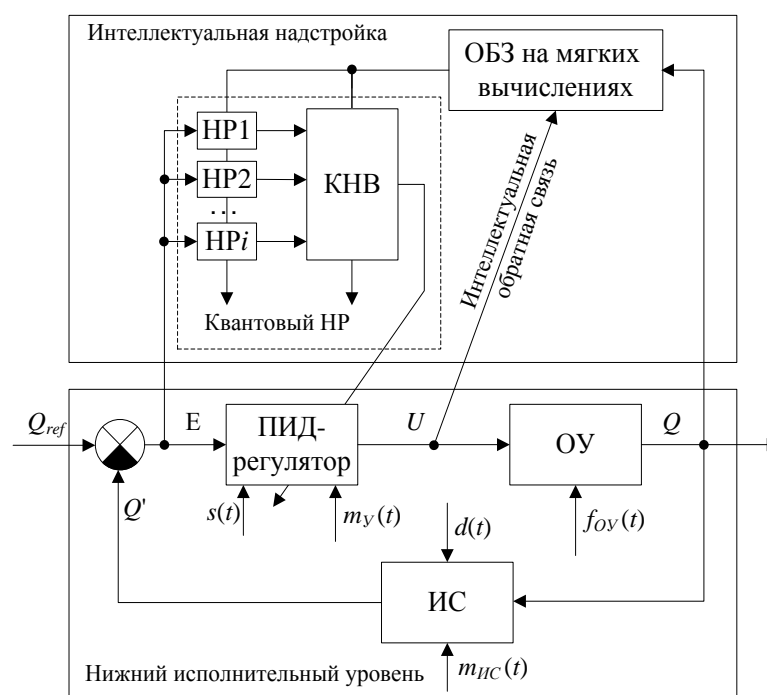 Интеллектуальная надстройка
ОБЗ на мягких
вычислениях
НР1
НР2
...
НРi
КНВ
Квантовый НР
Интеллектуальная
обратная связь
Q_ref
E
ПИД-
регулятор
U
ОУ
Q
Q'
s(t)
m_У(t)
d(t)
f_ОУ(t)
ИС
m_ИС(t)
Нижний исполнительный уровень